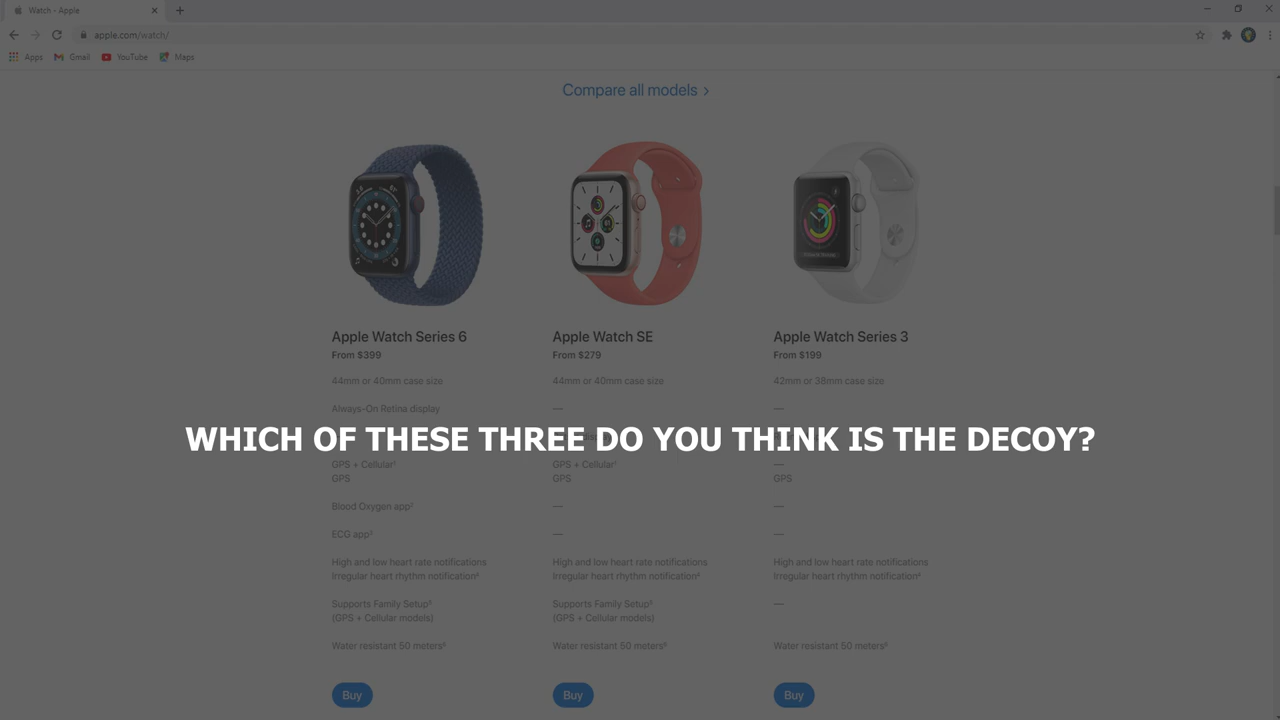 Watch - Apple
apple.com/watch/
Apps Gmail YouTube Maps
Compare all models >
Apple Watch Series 6 Apple Watch SE Apple Watch Series 3
From $399 From $279 From $199
44mm or 40mm case size 44mm or 40mm case size 42mm or 38mm case size
Always-On Retina display — —
WHICH OF THESE THREE DO YOU THINK IS THE DECOY?
GPS + Cellular¹ GPS + Cellular¹ —
GPS GPS GPS
Blood Oxygen app² — —
ECG app³ — —
High and low heart rate notifications High and low heart rate notifications High and low heart rate notifications
Irregular heart rhythm notification⁴ Irregular heart rhythm notification⁴ Irregular heart rhythm notification⁴
Supports Family Setup⁵ Supports Family Setup⁵ —
(GPS + Cellular models) (GPS + Cellular models)
Water resistant 50 meters⁶ Water resistant 50 meters⁶ Water resistant 50 meters⁶
Buy Buy Buy